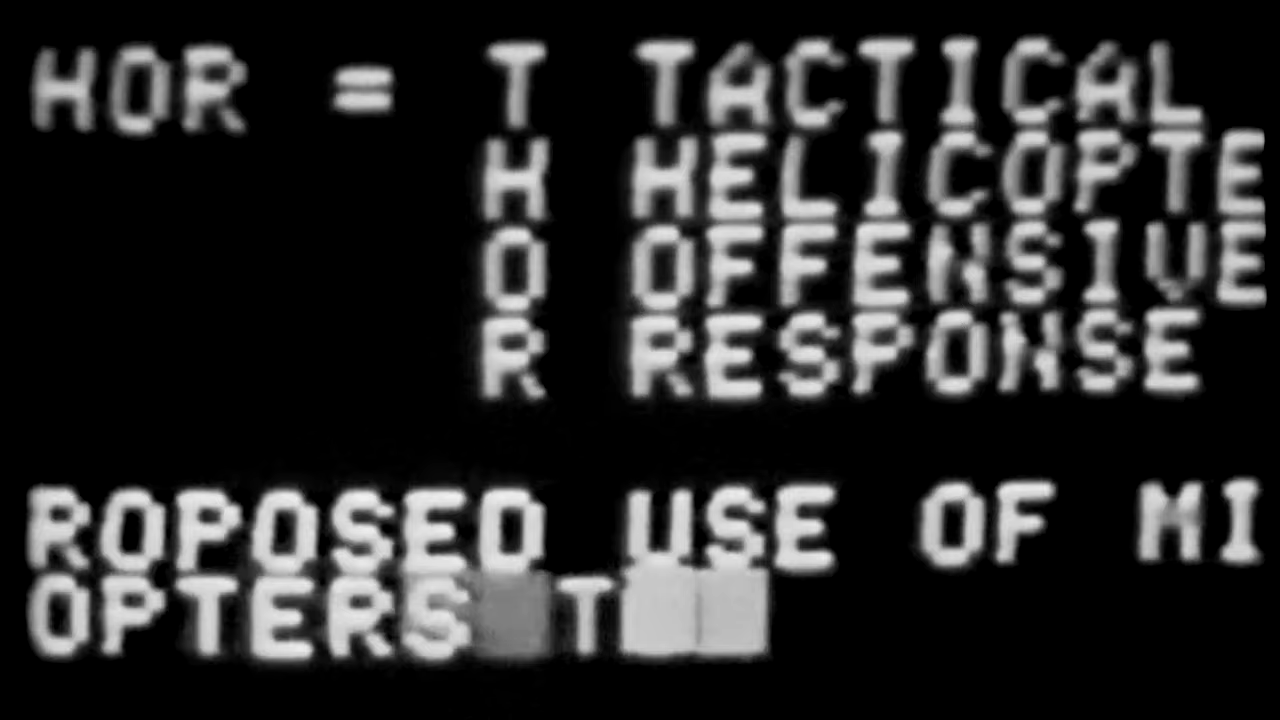 HOR = T TACTICAL
H HELICOPTE
O OFFENSIVE
R RESPONSE
ROPOSED USE OF MI
OPTERS T